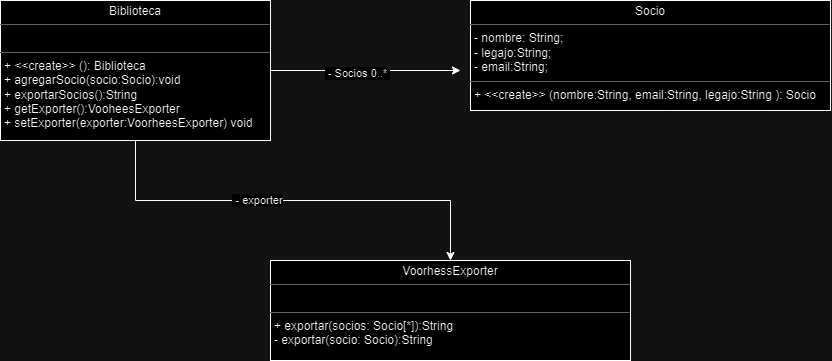 Biblioteca
+ <<create>> (): Biblioteca
+ agregarSocio(socio:Socio):void
+ exportarSocios():String
+ getExporter():VooheesExporter
+ setExporter(exporter:VoorheesExporter) void
- Socios 0..*
Socio
- nombre: String;
- legajo:String;
- email:String;
+ <<create>> (nombre:String, email:String, legajo:String ): Socio
- exporter
VoorhessExporter
+ exportar(socios: Socio[*]):String
- exportar(socio: Socio):String